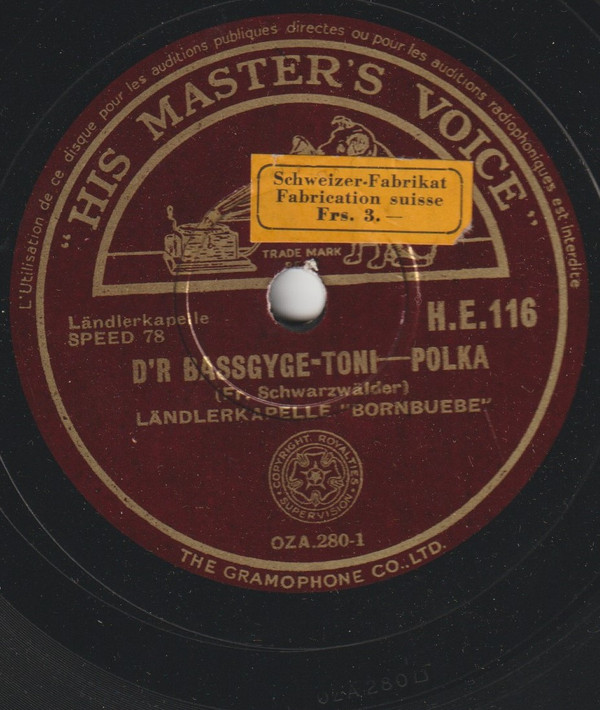 L'Utilisation de ce disque pour les auditions publiques directes ou pour les auditions radiophoniques est interdite
"HIS MASTER'S VOICE"
Schweizer-Fabrikat
Fabrication suisse
Frs. 3.—
TRADE MARK
Ländlerkapelle
SPEED 78
H.E.116
D'R BASSGYGE-TONI—POLKA
(Fr. Schwarzwälder)
LÄNDLERKAPELLE "BORNBUEBE"
COPYRIGHT. ROYALTIES
SUPERVISION
OZA.280-1
THE GRAMOPHONE CO.,LTD.